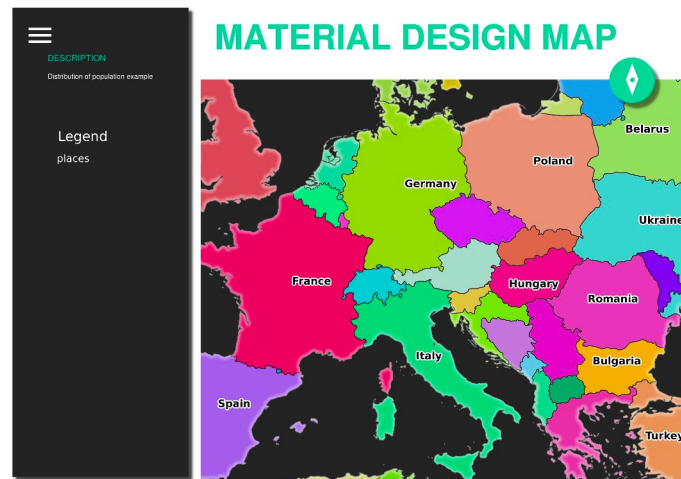 MATERIAL DESIGN MAP
DESCRIPTION
Distribution of population example
Legend
places
Belarus
Poland
Germany
Ukraine
France
Hungary
Romania
Italy
Bulgaria
Spain
Turkey